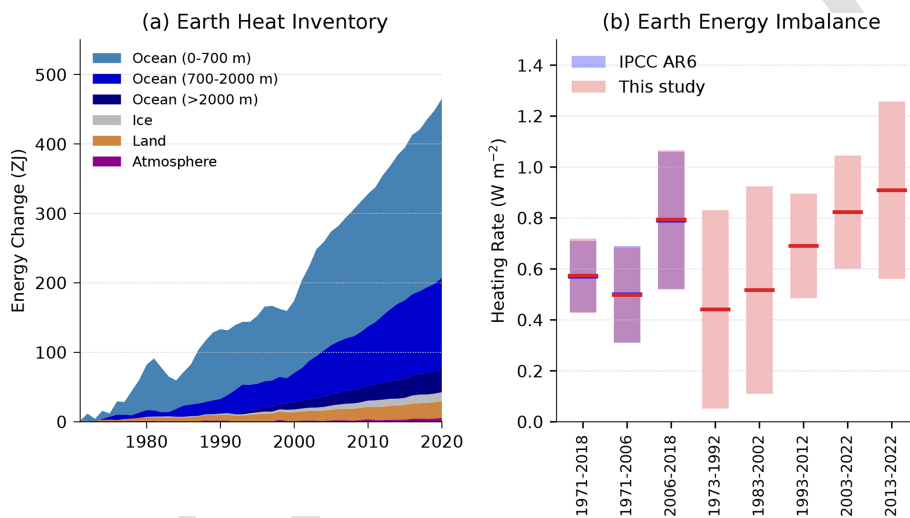 (a) Earth Heat Inventory
Energy Change (ZJ)
500
400
300
200
100
0
Ocean (0-700 m)
Ocean (700-2000 m)
Ocean (>2000 m)
Ice
Land
Atmosphere
1980 1990 2000 2010 2020
(b) Earth Energy Imbalance
Heating Rate (W m⁻²)
1.4
1.2
1.0
0.8
0.6
0.4
0.2
0.0
IPCC AR6
This study
1971-2018
1971-2006
2006-2018
1973-1992
1983-2002
1993-2012
2003-2022
2013-2022